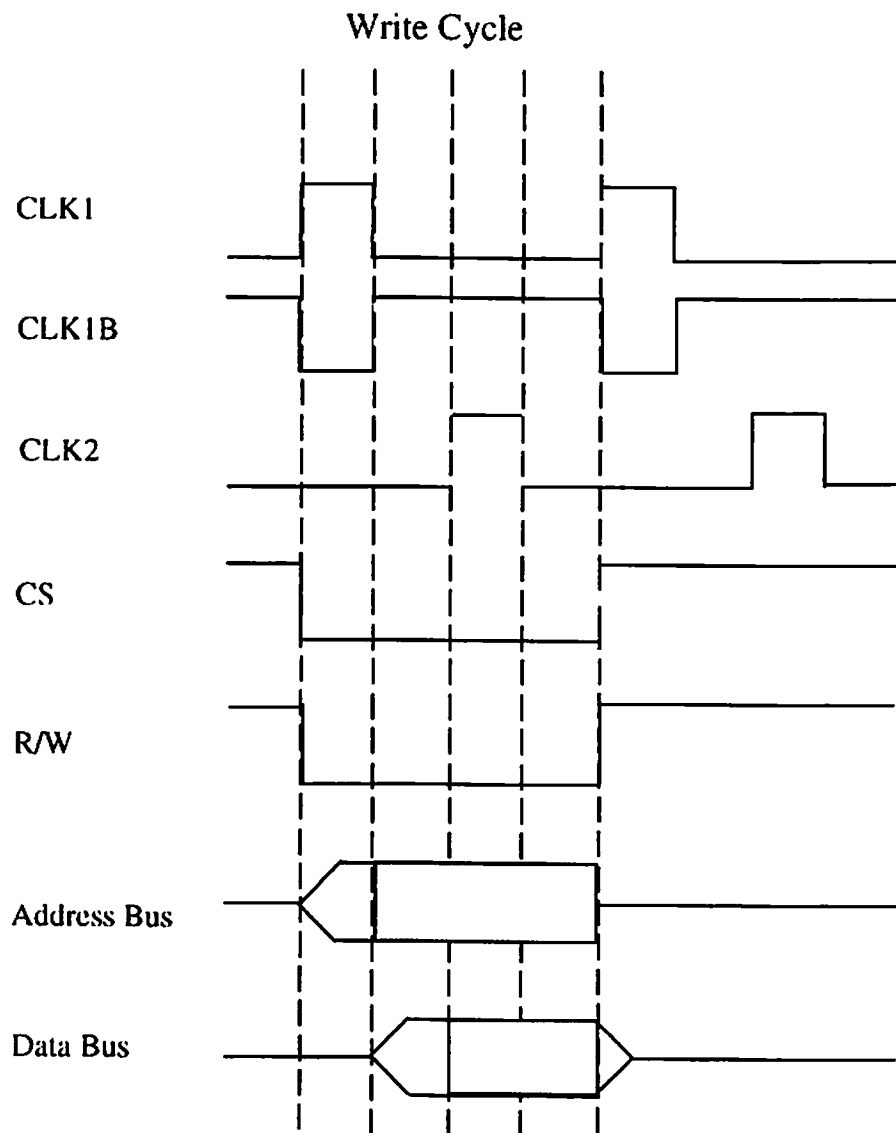 Write Cycle
CLK1
CLK1B
CLK2
CS
R/W
Address Bus
Data Bus